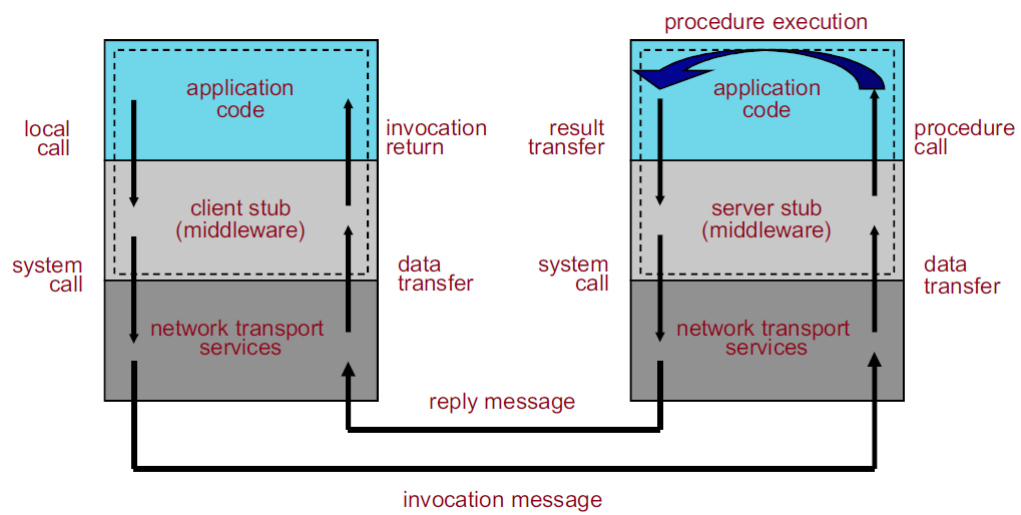 procedure execution
application
code
application
code
local
call
invocation
return
result
transfer
procedure
call
client stub
(middleware)
server stub
(middleware)
system
call
data
transfer
system
call
data
transfer
network transport
services
network transport
services
reply message
invocation message